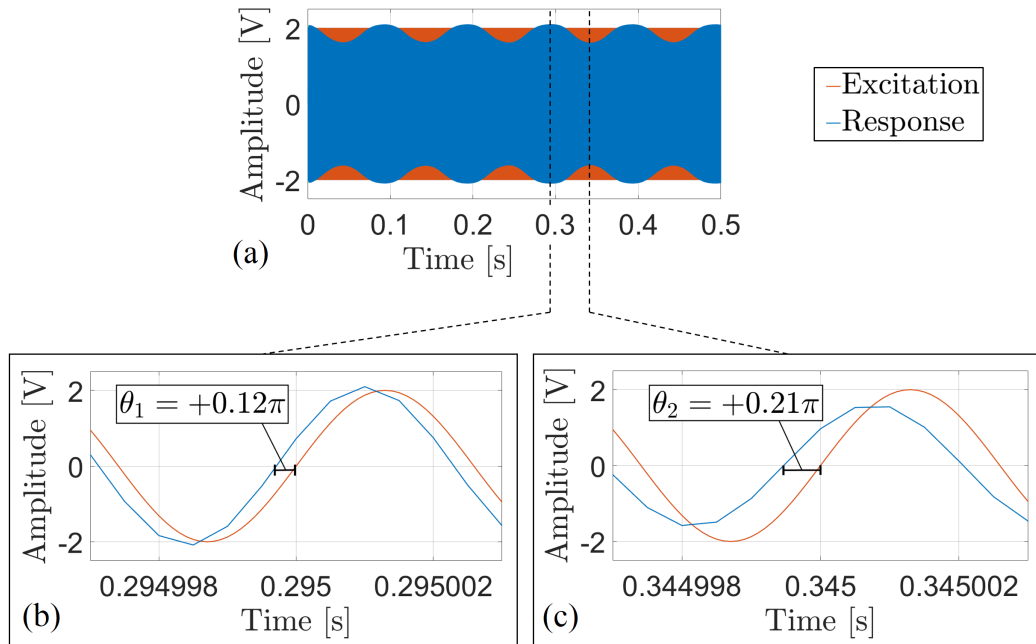 Amplitude [V]
2
0
-2
0 0.1 0.2 0.3 0.4 0.5
Time [s]
(a)
Excitation
Response
Amplitude [V]
2
0
-2
θ₁ = +0.12π
0.294998 0.295 0.295002
Time [s]
(b)
Amplitude [V]
2
0
-2
θ₂ = +0.21π
0.344998 0.345 0.345002
Time [s]
(c)